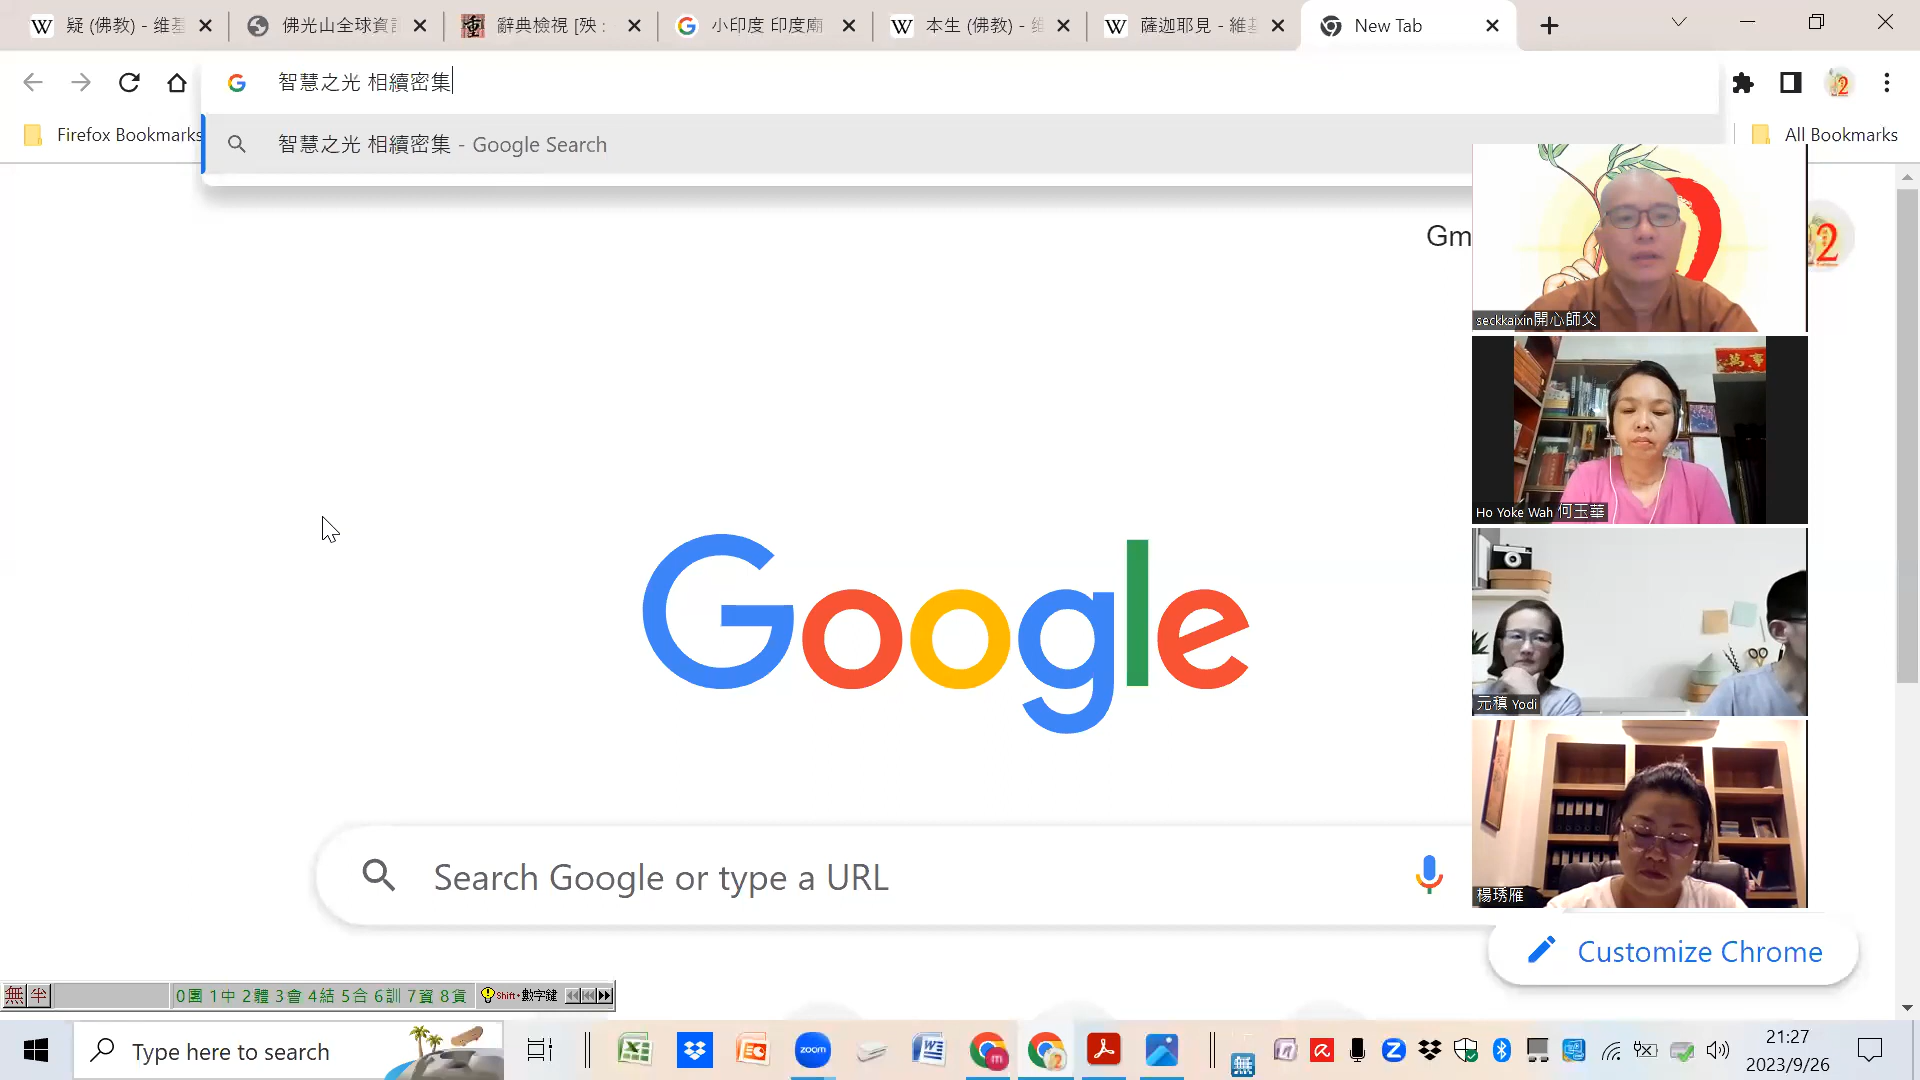 疑 (佛教) - 維基
佛光山全球資
辭典檢視 [殃 :
小印度 印度廟
本生 (佛教) - 維
薩迦耶見 - 維基
New Tab
智慧之光 相續密集
Firefox Bookmarks
All Bookmarks
智慧之光 相續密集 - Google Search
Gm
seckkaixin開心師父
Ho Yoke Wah 何玉華
元稹 Yodi
楊琇雁
Google
Search Google or type a URL
Customize Chrome
無 半
0團 1中 2體 3會 4結 5合 6訓 7資 8貨
Shift+數字鍵
Type here to search
zoom
21:27
2023/9/26